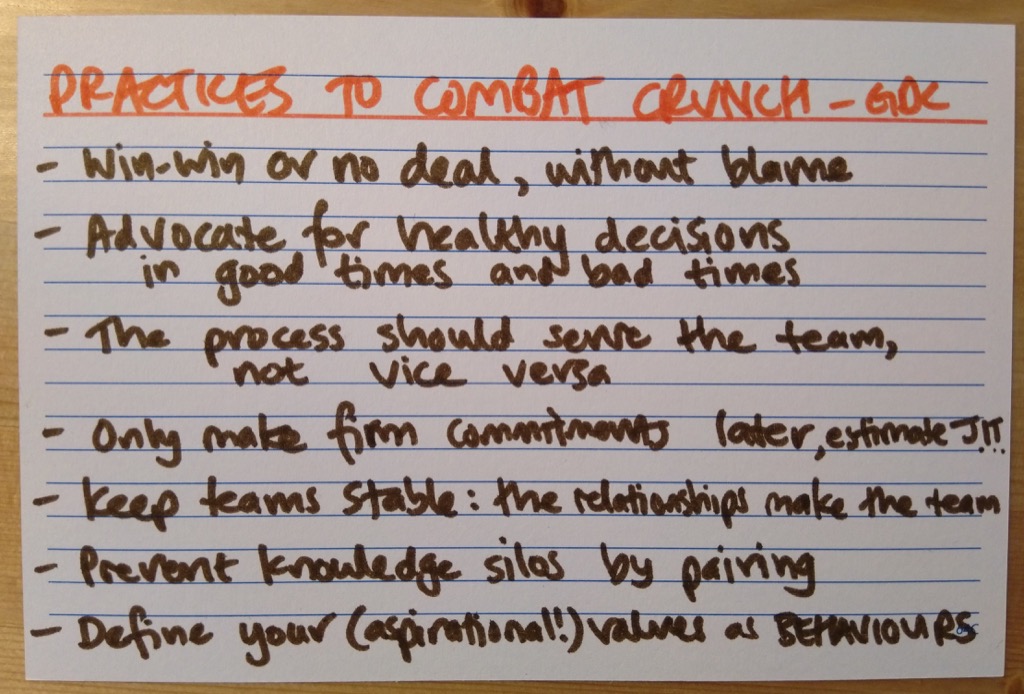 PRACTICES TO COMBAT CRUNCH - GDC
- Win-win or no deal, without blame
- Advocate for healthy decisions
in good times and bad times
- The process should serve the team,
not vice versa
- Only make firm commitments later, estimate J.I.T.
- Keep teams stable: the relationships make the team
- Prevent knowledge silos by pairing
- Define your (aspirational!!) values as BEHAVIOURS